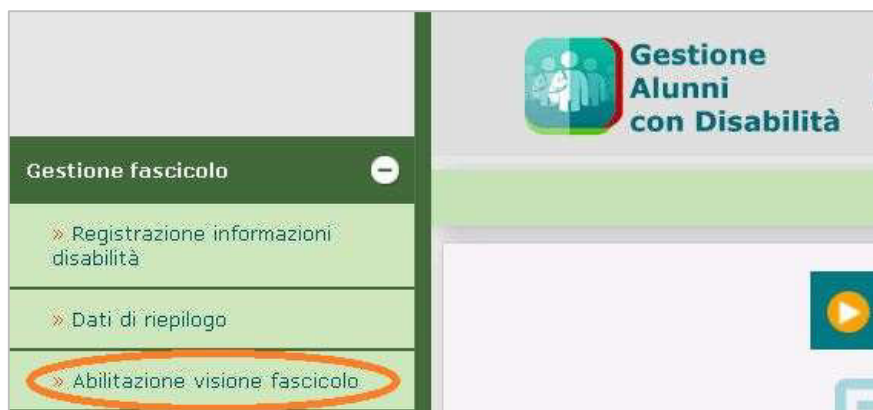 Gestione
Alunni
con Disabilità
Gestione fascicolo
» Registrazione informazioni
disabilità
» Dati di riepilogo
» Abilitazione visione fascicolo